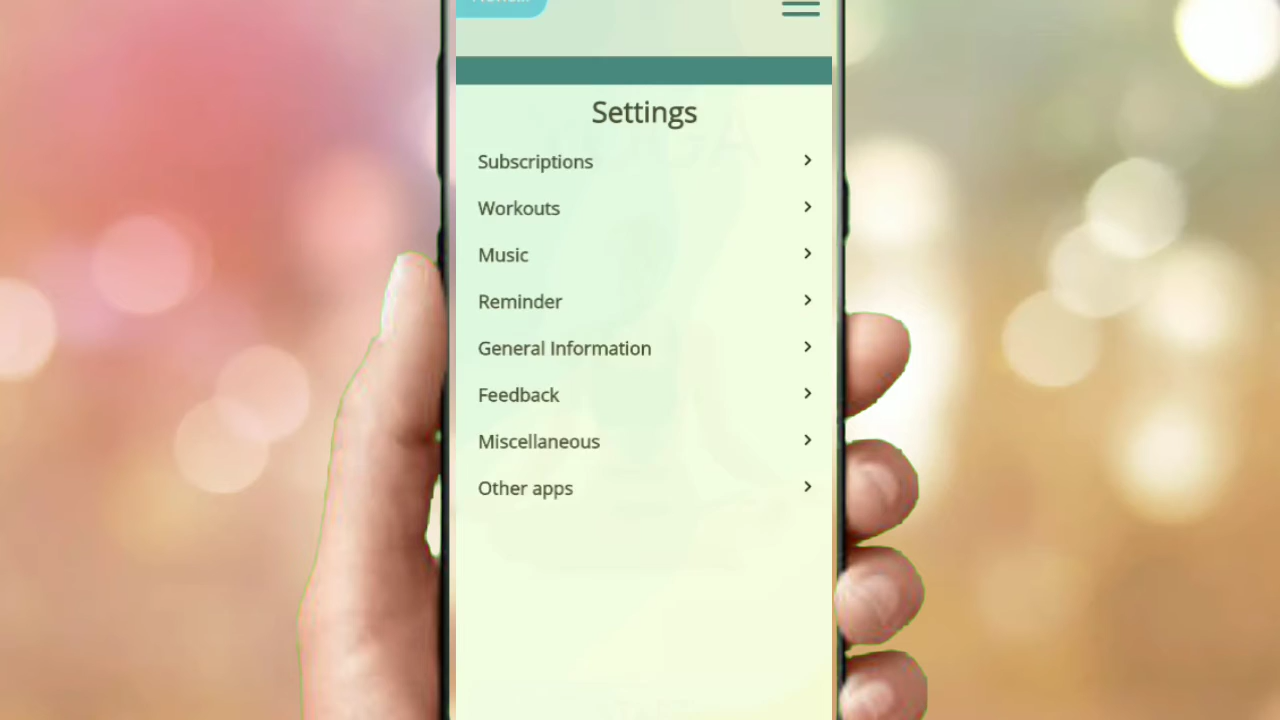 Settings
Subscriptions
Workouts
Music
Reminder
General Information
Feedback
Miscellaneous
Other apps